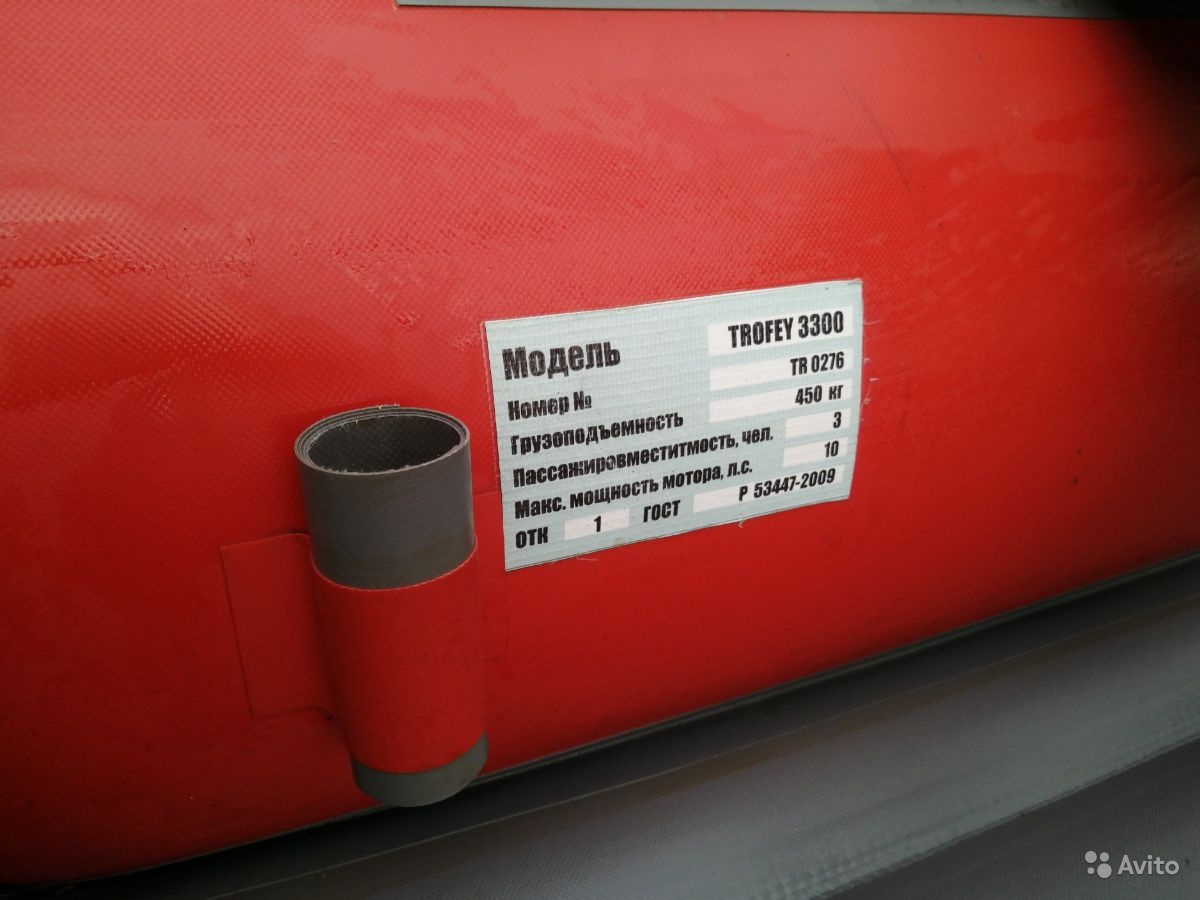 Модель TROFEY 3300
Номер № TR 0276
Грузоподъемность 450 кг
Пассажировместитмость, чел. 3
Макс. мощность мотора, л.с. 10
ОТК 1 ГОСТ Р 53447-2009
Avito